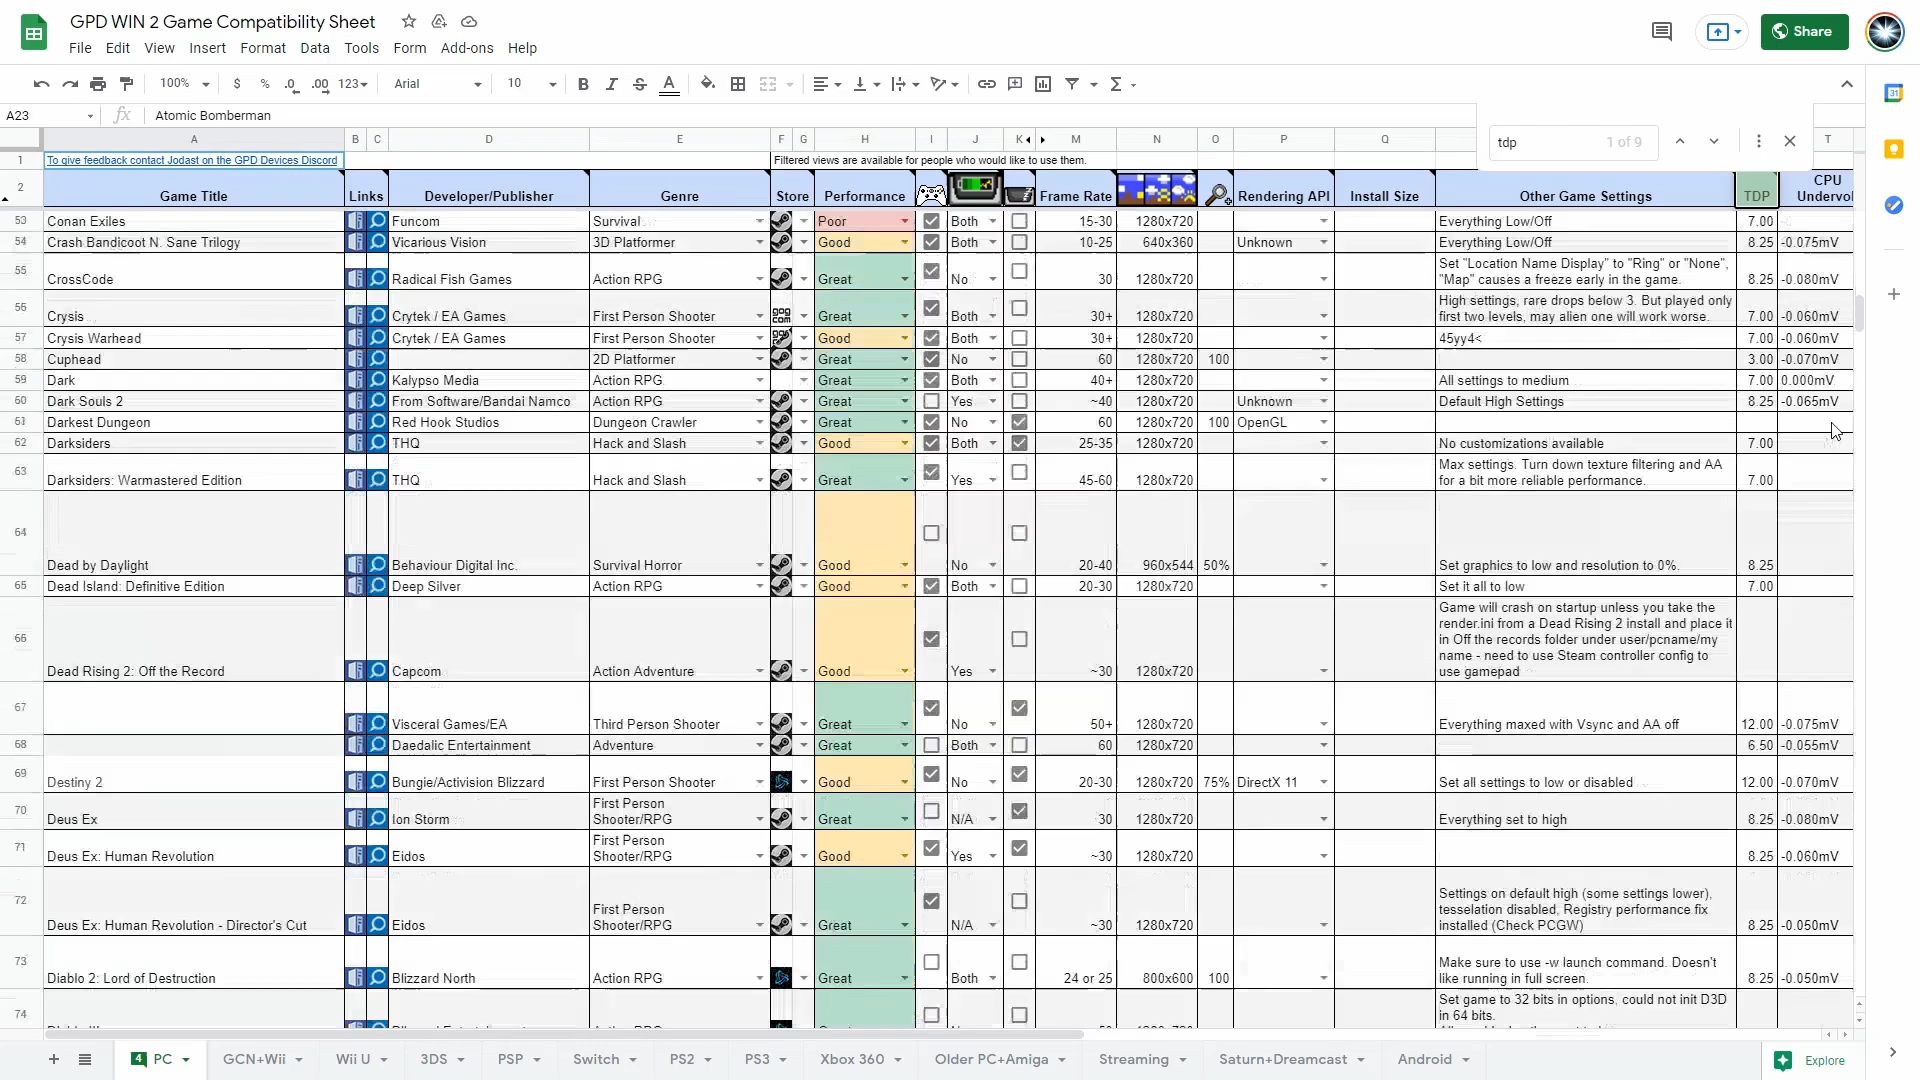 GPD WIN 2 Game Compatibility Sheet
File Edit View Insert Format Data Tools Form Add-ons Help
Share
100% $ % .0 .00 123 Arial 10 B I S A
A23 fx Atomic Bomberman
tdp 1 of 9
A B C D E F G H I J K M N O P Q T
1 To give feedback contact Jodast on the GPD Devices Discord Filtered views are available for people who would like to use them.
2 Game Title Links Developer/Publisher Genre Store Performance Frame Rate Rendering API Install Size Other Game Settings TDP CPU Undervol
53 Conan Exiles Funcom Survival Poor Both 15-30 1280x720 Everything Low/Off 7.00
54 Crash Bandicoot N. Sane Trilogy Vicarious Vision 3D Platformer Good Both 10-25 640x360 Unknown Everything Low/Off 8.25 -0.075mV
55 CrossCode Radical Fish Games Action RPG Great No 30 1280x720 Set "Location Name Display" to "Ring" or "None",
"Map" causes a freeze early in the game. 8.25 -0.080mV
56 Crysis Crytek / EA Games First Person Shooter Great Both 30+ 1280x720 High settings, rare drops below 3. But played only
first two levels, may alien one will work worse. 7.00 -0.060mV
57 Crysis Warhead Crytek / EA Games First Person Shooter Good Both 30+ 1280x720 45yy4< 7.00 -0.060mV
58 Cuphead 2D Platformer Great No 60 1280x720 100 3.00 -0.070mV
59 Dark Kalypso Media Action RPG Great Both 40+ 1280x720 All settings to medium 7.00 0.000mV
60 Dark Souls 2 From Software/Bandai Namco Action RPG Great Yes ~40 1280x720 Unknown Default High Settings 8.25 -0.065mV
61 Darkest Dungeon Red Hook Studios Dungeon Crawler Great No 60 1280x720 100 OpenGL
62 Darksiders THQ Hack and Slash Good Both 25-35 1280x720 No customizations available 7.00
63 Darksiders: Warmastered Edition THQ Hack and Slash Great Yes 45-60 1280x720 Max settings. Turn down texture filtering and AA
for a bit more reliable performance. 7.00
64 Dead by Daylight Behaviour Digital Inc. Survival Horror Good No 20-40 960x544 50% Set graphics to low and resolution to 0%. 8.25
65 Dead Island: Definitive Edition Deep Silver Action RPG Good Both 20-30 1280x720 Set it all to low 7.00
66 Dead Rising 2: Off the Record Capcom Action Adventure Good Yes ~30 1280x720 Game will crash on startup unless you take the
render.ini from a Dead Rising 2 install and place it
in Off the records folder under user/pcname/my
name - need to use Steam controller config to
use gamepad
67 Visceral Games/EA Third Person Shooter Great No 50+ 1280x720 Everything maxed with Vsync and AA off 12.00 -0.075mV
68 Daedalic Entertainment Adventure Great Both 60 1280x720 6.50 -0.055mV
69 Destiny 2 Bungie/Activision Blizzard First Person Shooter Good No 20-30 1280x720 75% DirectX 11 Set all settings to low or disabled 12.00 -0.070mV
70 Deus Ex Ion Storm First Person
Shooter/RPG Great N/A 30 1280x720 Everything set to high 8.25 -0.080mV
71 Deus Ex: Human Revolution Eidos First Person
Shooter/RPG Good Yes ~30 1280x720 8.25 -0.060mV
72 Deus Ex: Human Revolution - Director's Cut Eidos First Person
Shooter/RPG Great N/A ~30 1280x720 Settings on default high (some settings lower),
tesselation disabled, Registry performance fix
installed (Check PCGW) 8.25 -0.050mV
73 Diablo 2: Lord of Destruction Blizzard North Action RPG Great Both 24 or 25 800x600 100 Make sure to use -w launch command. Doesn't
like running in full screen. 8.25 -0.050mV
74 Set game to 32 bits in options, could not init D3D
in 64 bits.
4 PC GCN+Wii Wii U 3DS PSP Switch PS2 PS3 Xbox 360 Older PC+Amiga Streaming Saturn+Dreamcast Android Explore
31